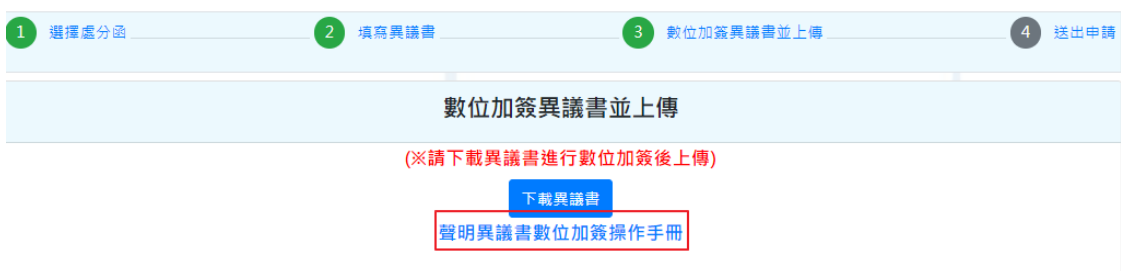 1 選擇處分函 2 填寫異議書 3 數位加簽異議書並上傳 4 送出申請
數位加簽異議書並上傳
(※請下載異議書進行數位加簽後上傳)
下載異議書
聲明異議書數位加簽操作手冊